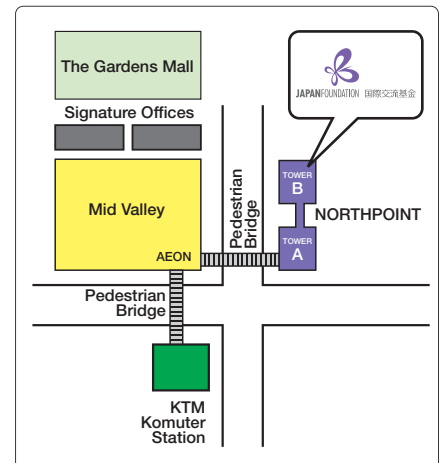 The Gardens Mall
Signature Offices
JAPANFOUNDATION 国際交流基金
TOWER
B
Mid Valley
Pedestrian
Bridge
NORTHPOINT
TOWER
A
AEON
Pedestrian
Bridge
KTM
Komuter
Station